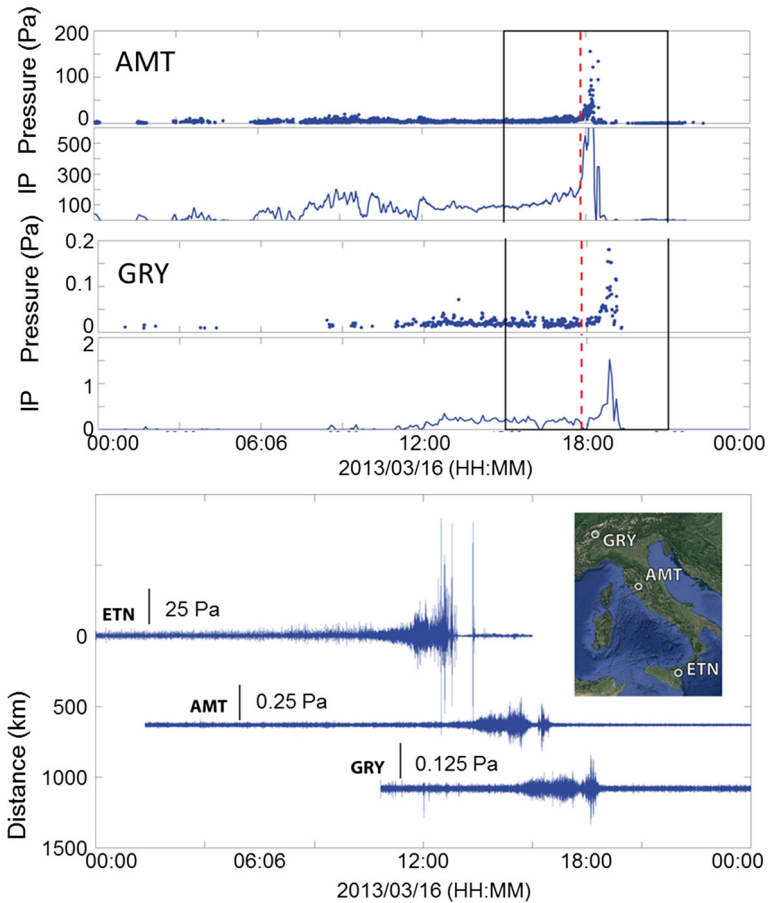 200
100
0
Pressure (Pa)
AMT
500
300
100
IP
0.2
0.1
0
Pressure (Pa)
GRY
2
1
0
IP
00:00 06:06 12:00 18:00 00:00
2013/03/16 (HH:MM)
ETN 25 Pa
GRY
AMT
ETN
AMT 0.25 Pa
GRY 0.125 Pa
0
500
1000
1500
Distance (km)
00:00 06:06 12:00 18:00 00:00
2013/03/16 (HH:MM)